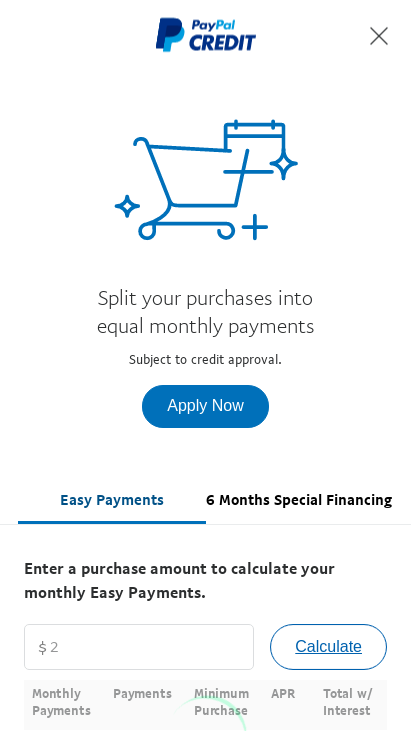 PayPal
CREDIT
Split your purchases into
equal monthly payments
Subject to credit approval.
Apply Now
Easy Payments 6 Months Special Financing
Enter a purchase amount to calculate your
monthly Easy Payments.
$ 2 Calculate
Monthly Payments Minimum APR Total w/
Payments Purchase Interest